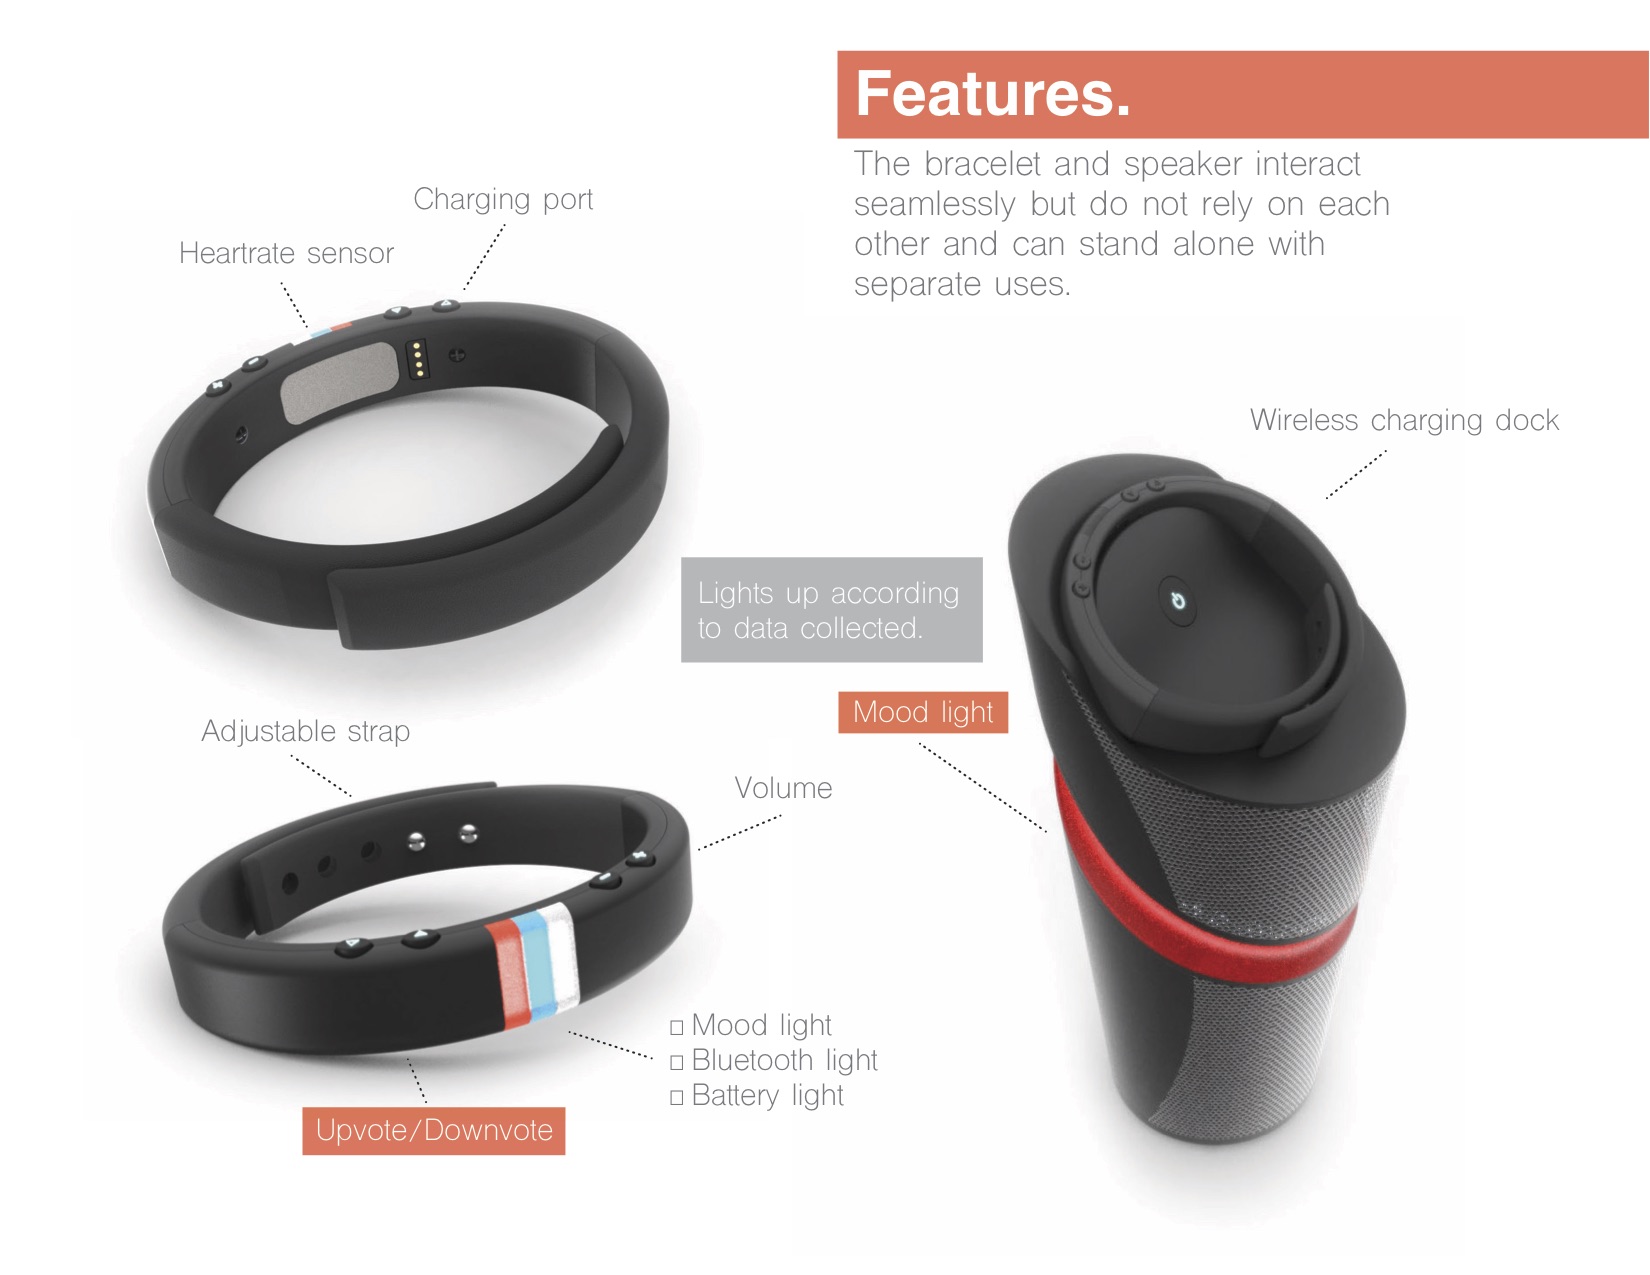 Features.
The bracelet and speaker interact
seamlessly but do not rely on each
other and can stand alone with
separate uses.
Charging port
Heartrate sensor
Wireless charging dock
Lights up according
to data collected.
Mood light
Adjustable strap
Volume
□ Mood light
□ Bluetooth light
□ Battery light
Upvote/Downvote